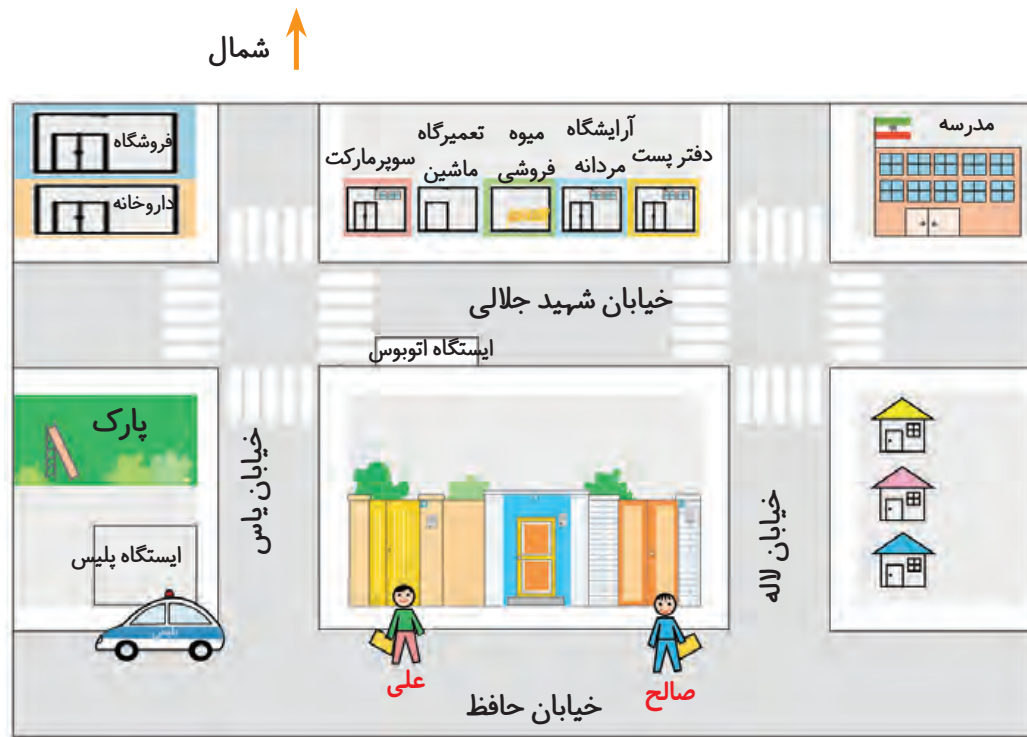 شمال
مدرسه
دفتر پست
آرایشگاه
مردانه
میوه
فروشی
تعمیرگاه
ماشین
سوپرمارکت
فروشگاه
داروخانه
خیابان شهید جلالی
ایستگاه اتوبوس
پارک
خیابان یاس
خیابان لاله
ایستگاه پلیس
پلیس
علی
صالح
خیابان حافظ